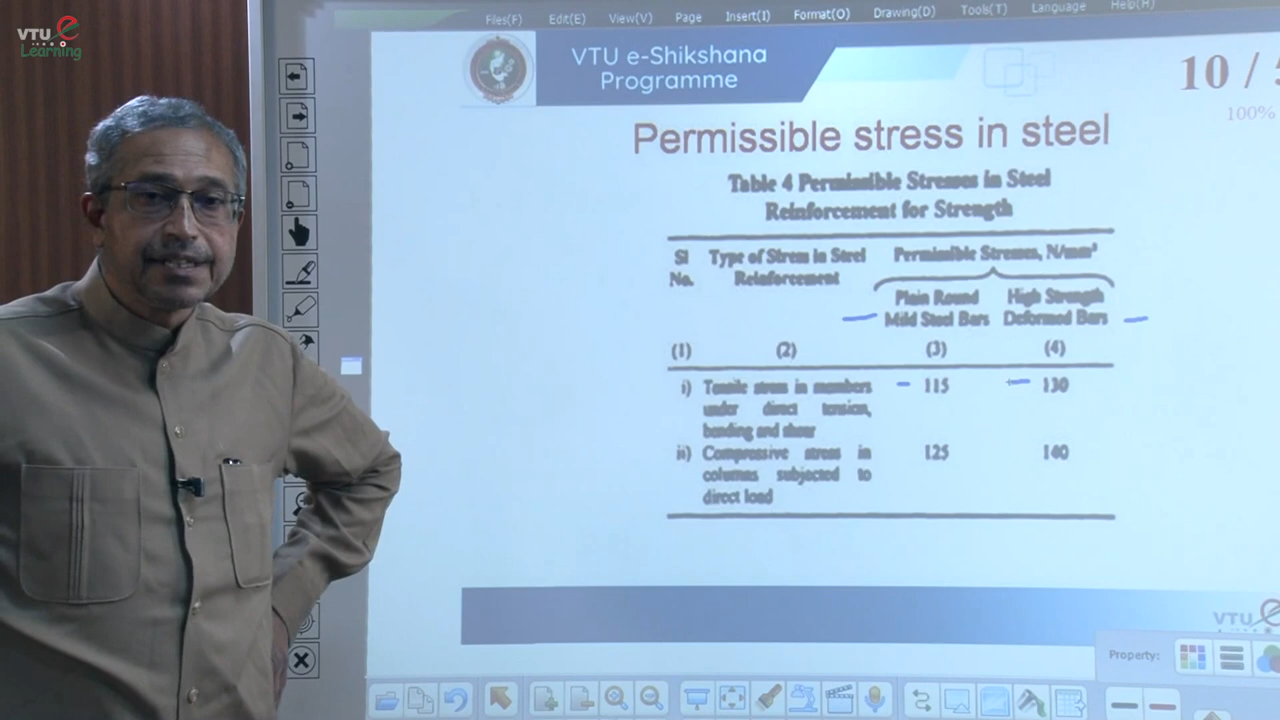 VTU e
Learning
Files(F) Edit(E) View(V) Page Insert(I) Format(O) Drawing(D) Tools(T) Language Help(H)
VTU e-Shikshana
Programme
10 / 5
100%
Permissible stress in steel
Table 4 Permissible Stresses in Steel
Reinforcement for Strength
Sl Type of Stress in Steel Permissible Stresses, N/mm²
No. Reinforcement
Plain Round High Strength
Mild Steel Bars Deformed Bars
(1) (2) (3) (4)
i) Tensile stress in members 115 130
under direct tension,
bending and shear
ii) Compressive stress in 125 140
columns subjected to
direct load
VTU e
Property: